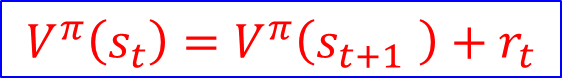 V^π(s_t) = V^π(s_{t+1}) + r_t